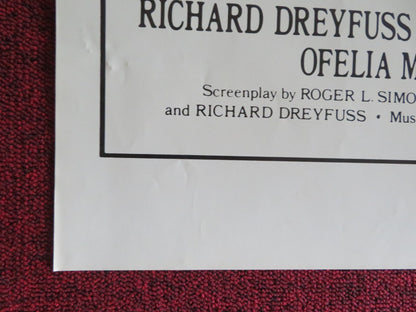 RICHARD DREYFUSS
OFELIA M
Screenplay by ROGER L. SIMO
and RICHARD DREYFUSS • Mus